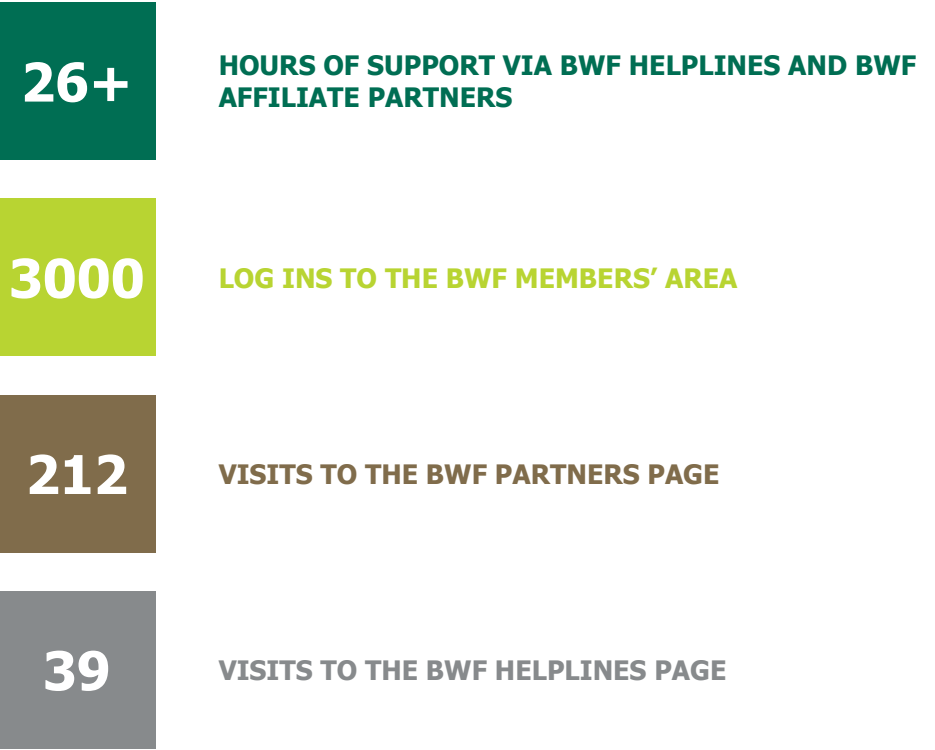 26+
HOURS OF SUPPORT VIA BWF HELPLINES AND BWF
AFFILIATE PARTNERS
3000
LOG INS TO THE BWF MEMBERS’ AREA
212
VISITS TO THE BWF PARTNERS PAGE
39
VISITS TO THE BWF HELPLINES PAGE